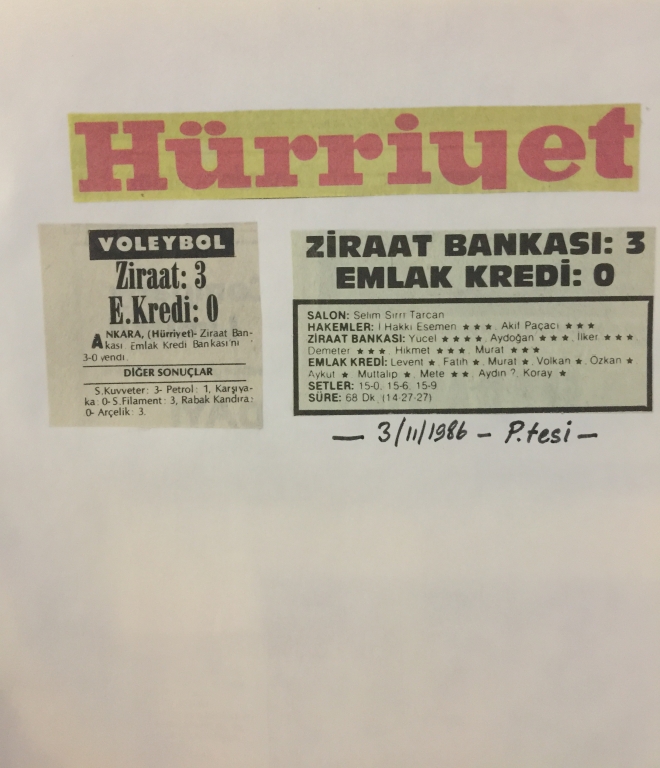 Hürriyet
VOLEYBOL
Ziraat: 3
E.Kredi: 0
ANKARA, (Hürriyet)- Ziraat Ban-
kası Emlak Kredi Bankası'nı
3-0 yendi.
DİĞER SONUÇLAR
S.Kuvveter: 3- Petrol: 1, Karşıya-
ka: 0-S.Filament: 3, Rabak Kandıra:
0- Arçelik: 3.
ZİRAAT BANKASI: 3
EMLAK KREDİ: 0
SALON: Selim Sırrı Tarcan
HAKEMLER: İ Hakkı Esemen ★★★, Akif Paçacı ★★★
ZİRAAT BANKASI: Yücel ★★★★, Aydoğan ★★★, İlker ★★★,
Demeter ★★★, Hikmet ★★★, Murat ★★★
EMLAK KREDİ: Levent ★, Fatih ★, Murat ★, Volkan ★, Özkan ★,
Aykut ★, Muttalip ★, Mete ★★, Aydın ?, Koray ★
SETLER: 15-0, 15-6, 15-9
SÜRE: 68 Dk. (14-27-27)
— 3/11/1986 — P.tesi —